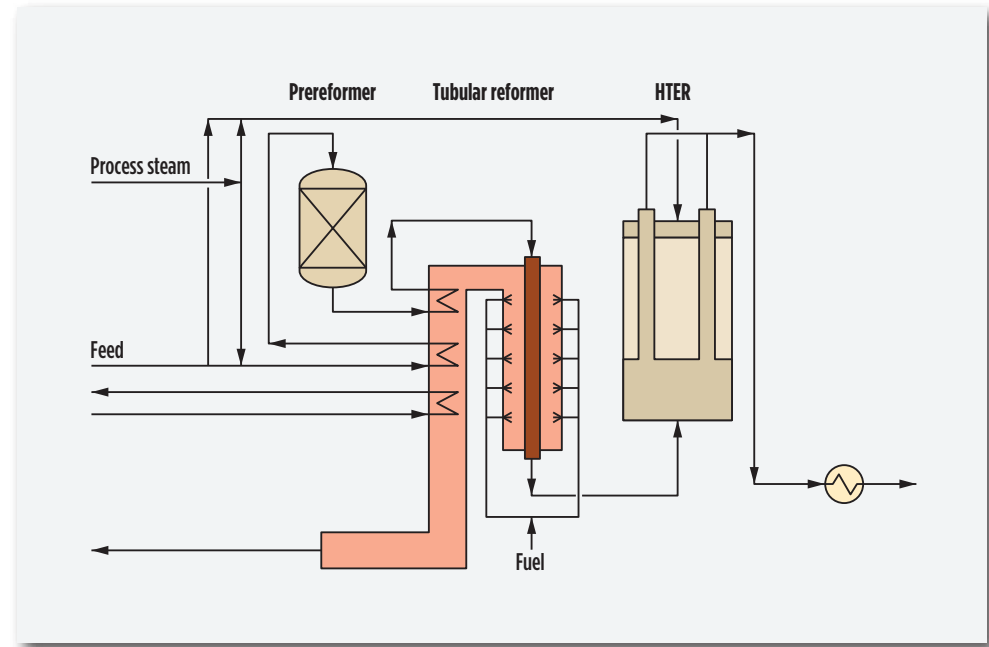 Prereformer
Tubular reformer
HTER
Process steam
Feed
Fuel